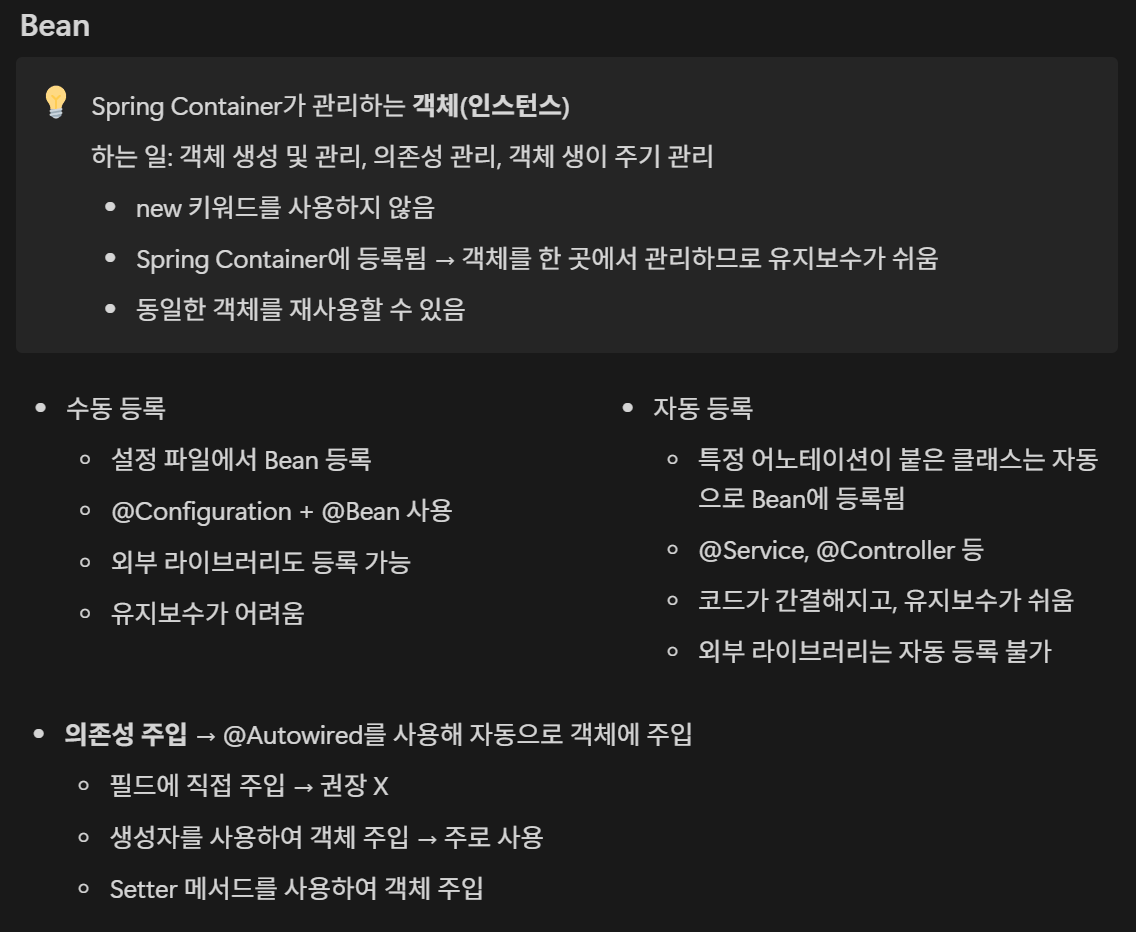 Bean
Spring Container가 관리하는 객체(인스턴스)
하는 일: 객체 생성 및 관리, 의존성 관리, 객체 생이 주기 관리
new 키워드를 사용하지 않음
Spring Container에 등록됨 → 객체를 한 곳에서 관리하므로 유지보수가 쉬움
동일한 객체를 재사용할 수 있음
수동 등록
설정 파일에서 Bean 등록
@Configuration + @Bean 사용
외부 라이브러리도 등록 가능
유지보수가 어려움
자동 등록
특정 어노테이션이 붙은 클래스는 자동
으로 Bean에 등록됨
@Service, @Controller 등
코드가 간결해지고, 유지보수가 쉬움
외부 라이브러리는 자동 등록 불가
의존성 주입 → @Autowired를 사용해 자동으로 객체에 주입
필드에 직접 주입 → 권장 X
생성자를 사용하여 객체 주입 → 주로 사용
Setter 메서드를 사용하여 객체 주입